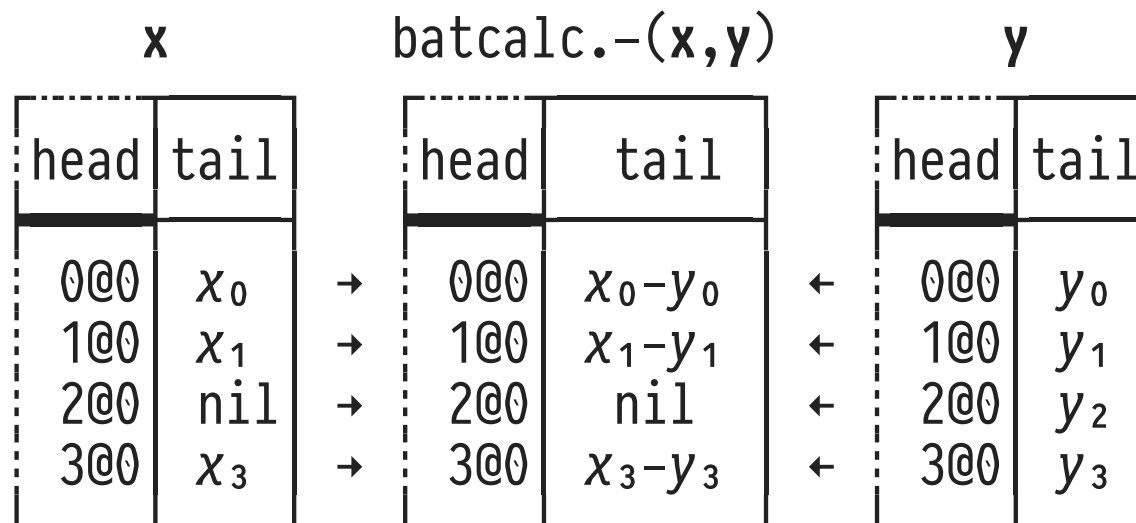 x batcalc.-(x,y) y
head tail head tail head tail
0@0 x₀ → 0@0 x₀-y₀ ← 0@0 y₀
1@0 x₁ → 1@0 x₁-y₁ ← 1@0 y₁
2@0 nil → 2@0 nil ← 2@0 y₂
3@0 x₃ → 3@0 x₃-y₃ ← 3@0 y₃